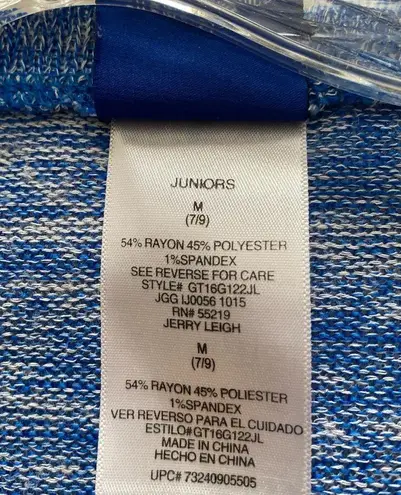 JUNIORS
M
(7/9)
54% RAYON 45% POLYESTER
1%SPANDEX
SEE REVERSE FOR CARE
STYLE# GT16G122JL
JGG IJ0056 1015
RN# 55219
JERRY LEIGH
M
(7/9)
54% RAYON 45% POLIESTER
1%SPANDEX
VER REVERSO PARA EL CUIDADO
ESTILO#GT16G122JL
MADE IN CHINA
HECHO EN CHINA
UPC# 73240905505